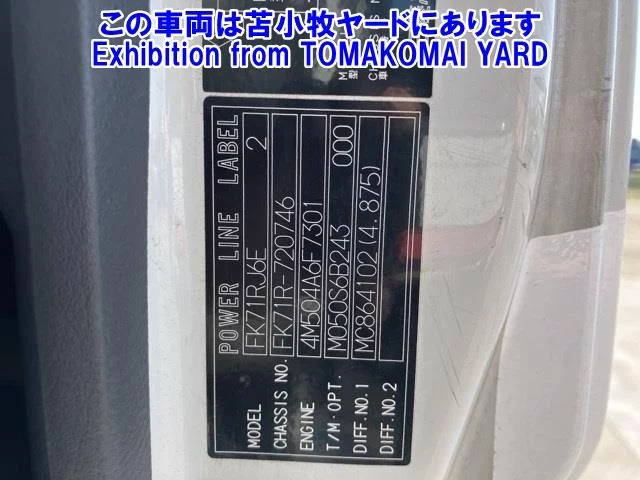 この車両は苫小牧ヤードにあります
Exhibition from TOMAKOMAI YARD
POWER LINE LABEL
MODEL FK71RJ6E 2
CHASSIS NO. FK71R-720746
ENGINE 4M504A6F7301
T/M·OPT. M050S6B243 000
DIFF.NO.1 MC864102(4.875)
DIFF.NO.2